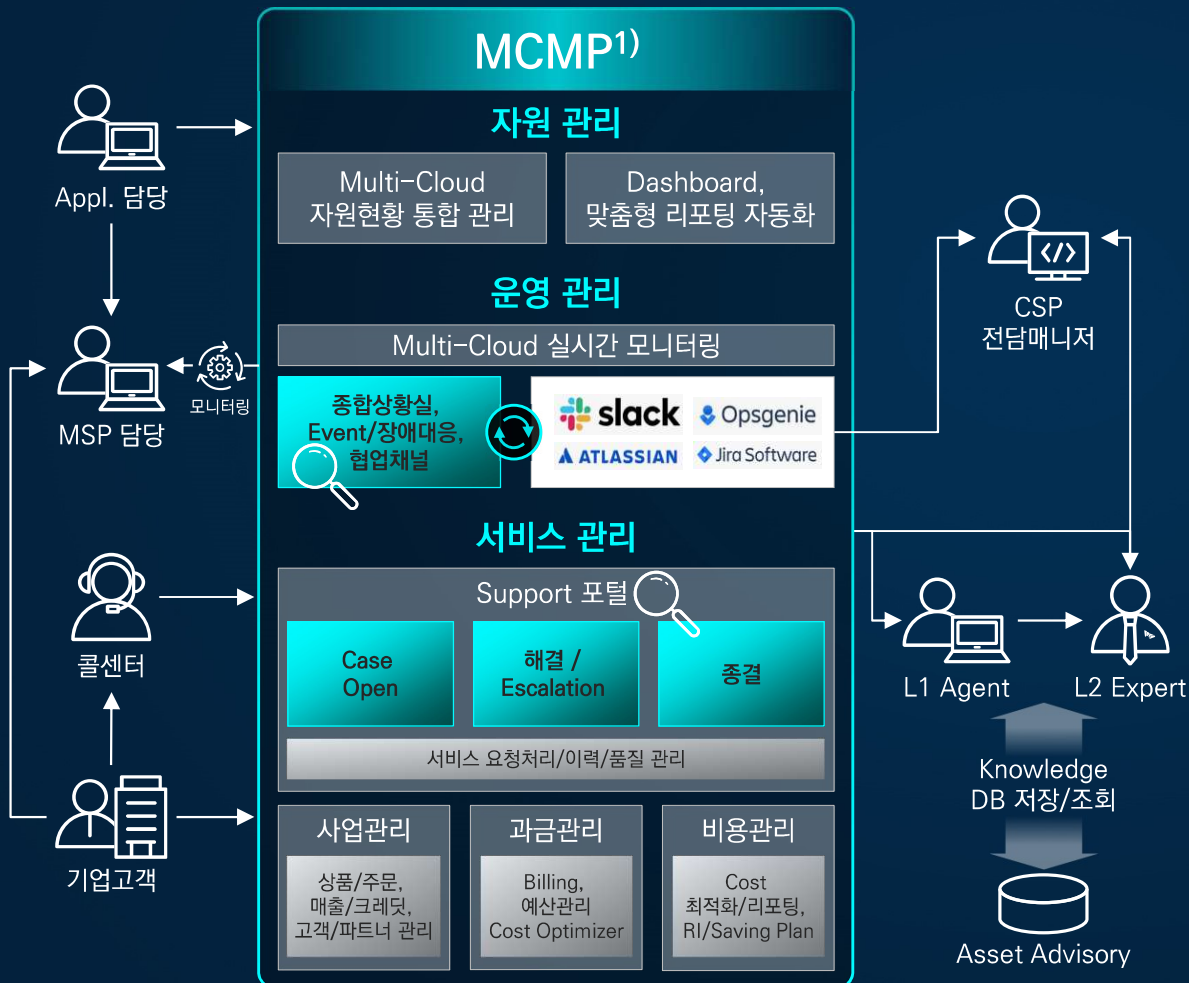 MCMP1)
자원 관리
Multi-Cloud
자원현황 통합 관리
Dashboard,
맞춤형 리포팅 자동화
운영 관리
Multi-Cloud 실시간 모니터링
종합상황실,
Event/장애대응,
협업채널
slack
Opsgenie
ATLASSIAN
Jira Software
서비스 관리
Support 포털
Case
Open
해결 /
Escalation
종결
서비스 요청처리/이력/품질 관리
사업관리
상품/주문,
매출/크레딧,
고객/파트너 관리
과금관리
Billing,
예산관리
Cost Optimizer
비용관리
Cost
최적화/리포팅,
RI/Saving Plan
Appl. 담당
MSP 담당
모니터링
콜센터
기업고객
CSP
전담매니저
L1 Agent
L2 Expert
Knowledge
DB 저장/조회
Asset Advisory